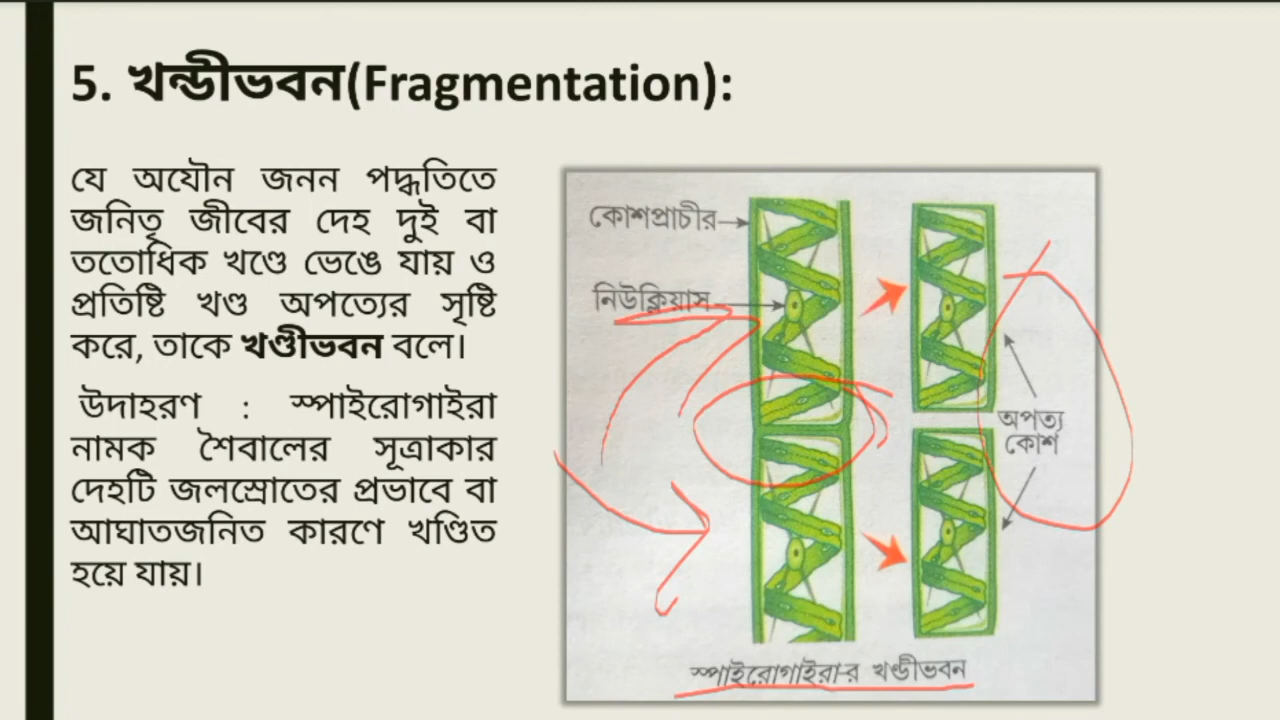 5. খন্ডীভবন(Fragmentation):
যে অযৌন জনন পদ্ধতিতে
জনিতৃ জীবের দেহ দুই বা
ততোধিক খণ্ডে ভেঙে যায় ও
প্রতিষ্টি খণ্ড অপত্যের সৃষ্টি
করে, তাকে খণ্ডীভবন বলে।
উদাহরণ : স্পাইরোগাইরা
নামক শৈবালের সূত্রাকার
দেহটি জলস্রোতের প্রভাবে বা
আঘাতজনিত কারণে খণ্ডিত
হয়ে যায়।
কোশপ্রাচীর
নিউক্লিয়াস
অপত্য
কোশ
স্পাইরোগাইরা-র খণ্ডীভবন